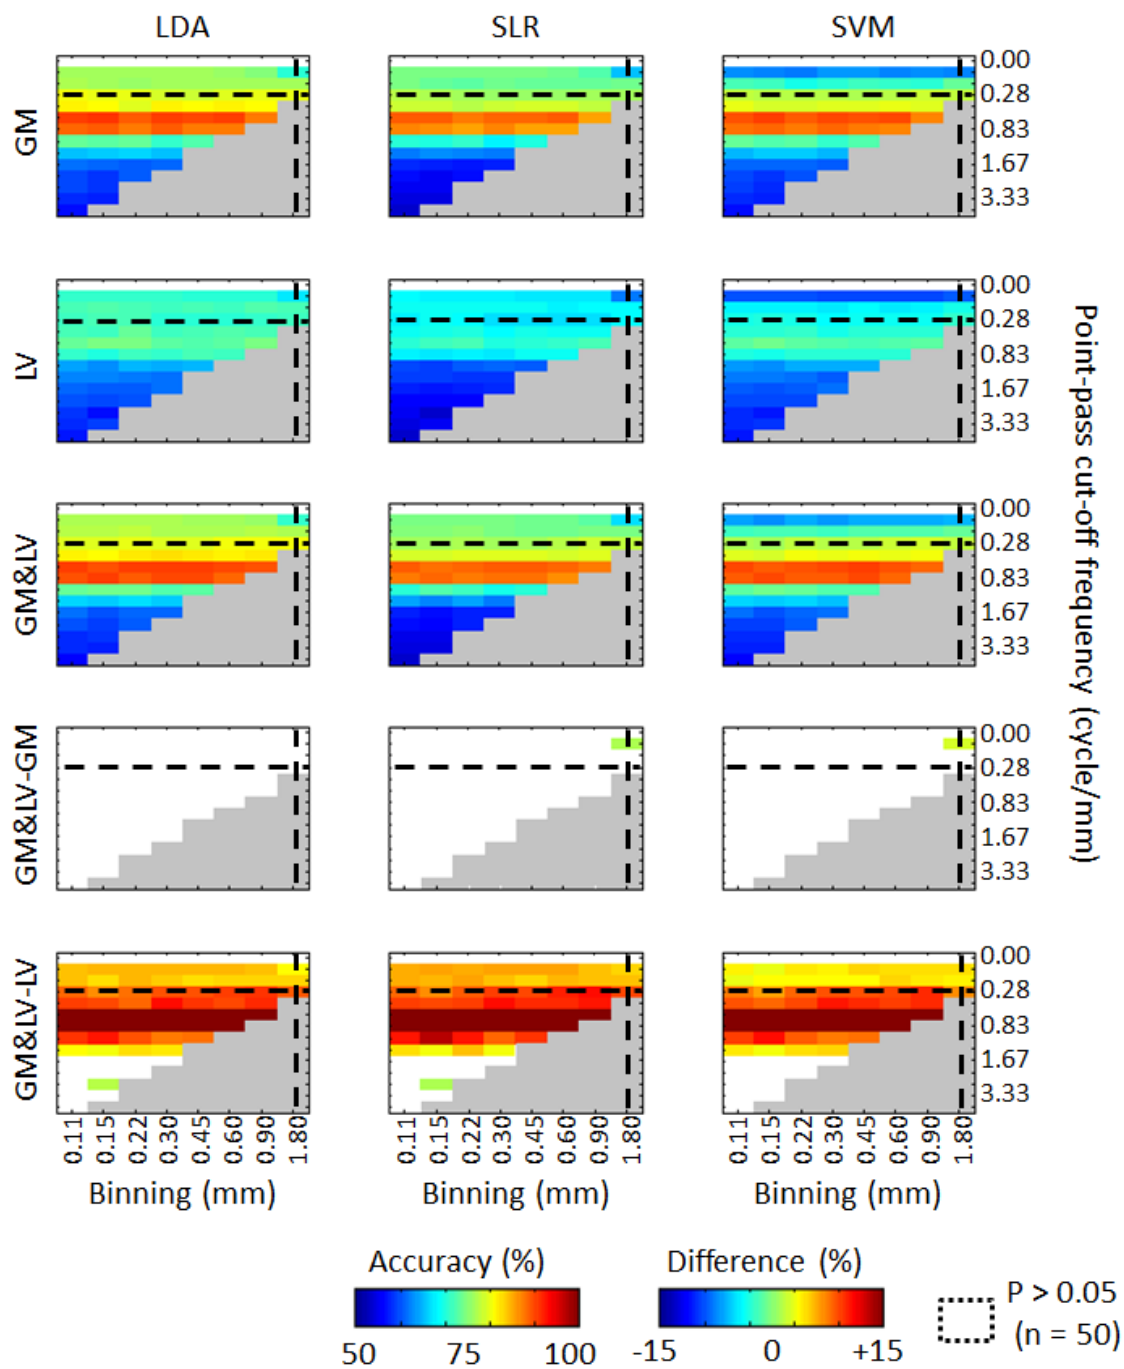 LDA SLR SVM
GM
0.00
0.28
0.83
1.67
3.33
LV
0.00
0.28
0.83
1.67
3.33
GM&LV
0.00
0.28
0.83
1.67
3.33
GM&LV-GM
0.00
0.28
0.83
1.67
3.33
GM&LV-LV
0.00
0.28
0.83
1.67
3.33
Point-pass cut-off frequency (cycle/mm)
0.11 0.15 0.22 0.30 0.45 0.60 0.90 1.80 0.11 0.15 0.22 0.30 0.45 0.60 0.90 1.80 0.11 0.15 0.22 0.30 0.45 0.60 0.90 1.80
Binning (mm) Binning (mm) Binning (mm)
Accuracy (%) Difference (%)
50 75 100 -15 0 +15
P > 0.05
(n = 50)